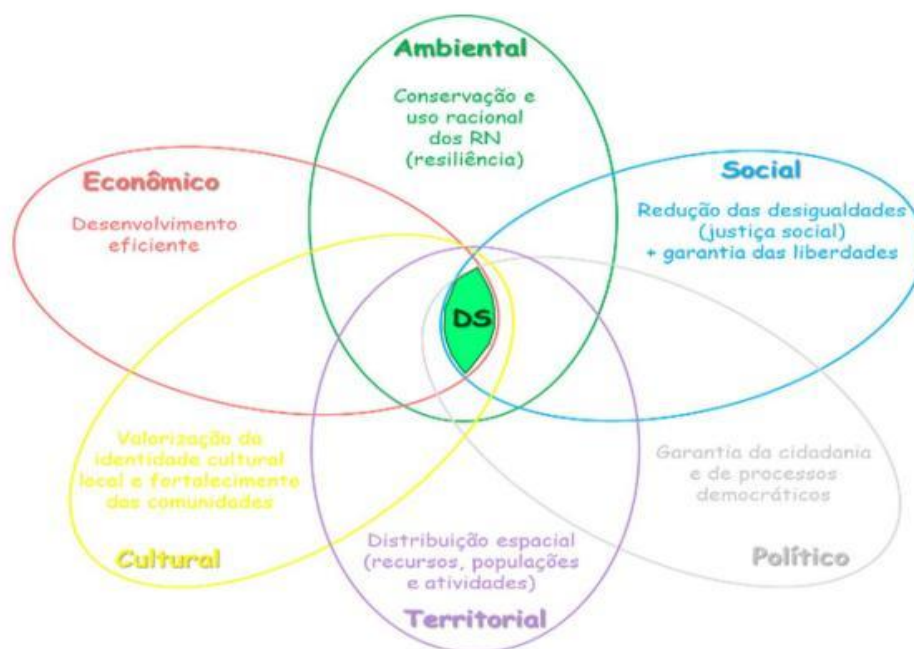 Ambiental
Conservação e
uso racional
dos RN
(resiliência)
Econômico
Desenvolvimento
eficiente
Social
Redução das desigualdades
(justiça social)
+ garantia das liberdades
DS
Valorização da
identidade cultural
local e fortalecimento
das comunidades
Cultural
Distribuição espacial
(recursos, populações
e atividades)
Territorial
Garantia da cidadania
e de processos
democráticos
Político